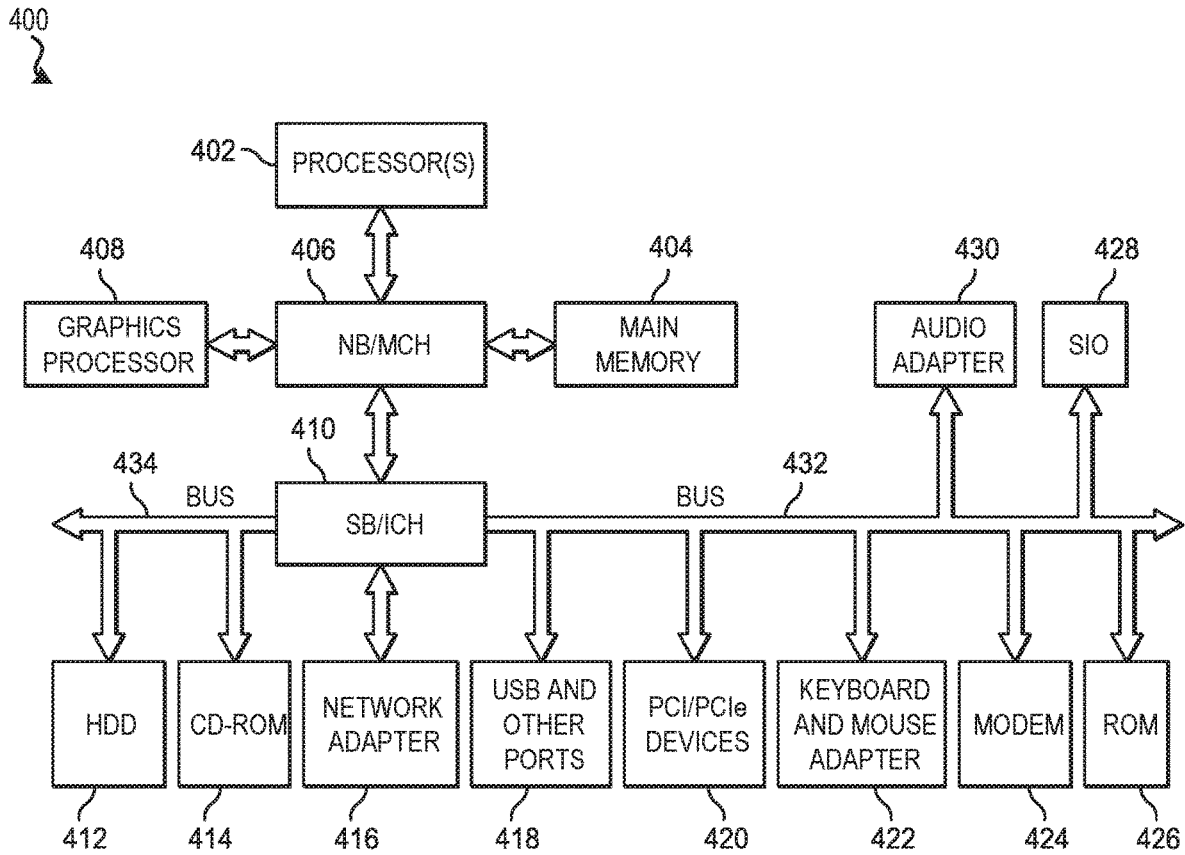 400
402
PROCESSOR(S)
408
406
404
430
428
GRAPHICS
PROCESSOR
NB/MCH
MAIN
MEMORY
AUDIO
ADAPTER
SIO
410
434
BUS
SB/ICH
BUS
432
HDD
CD-ROM
NETWORK
ADAPTER
USB AND
OTHER
PORTS
PCI/PCIe
DEVICES
KEYBOARD
AND MOUSE
ADAPTER
MODEM
ROM
412
414
416
418
420
422
424
426